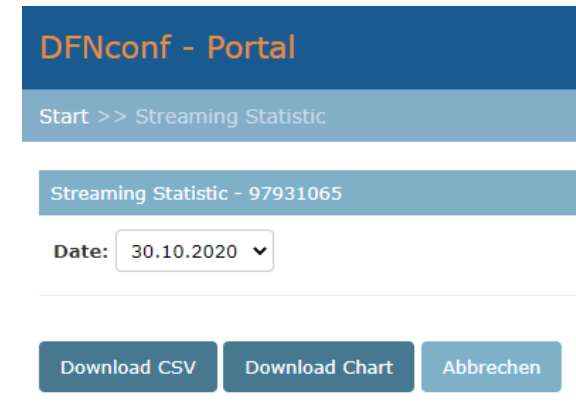 DFNconf - Portal
Start >> Streaming Statistic
Streaming Statistic - 97931065
Date: 30.10.2020
Download CSV Download Chart Abbrechen